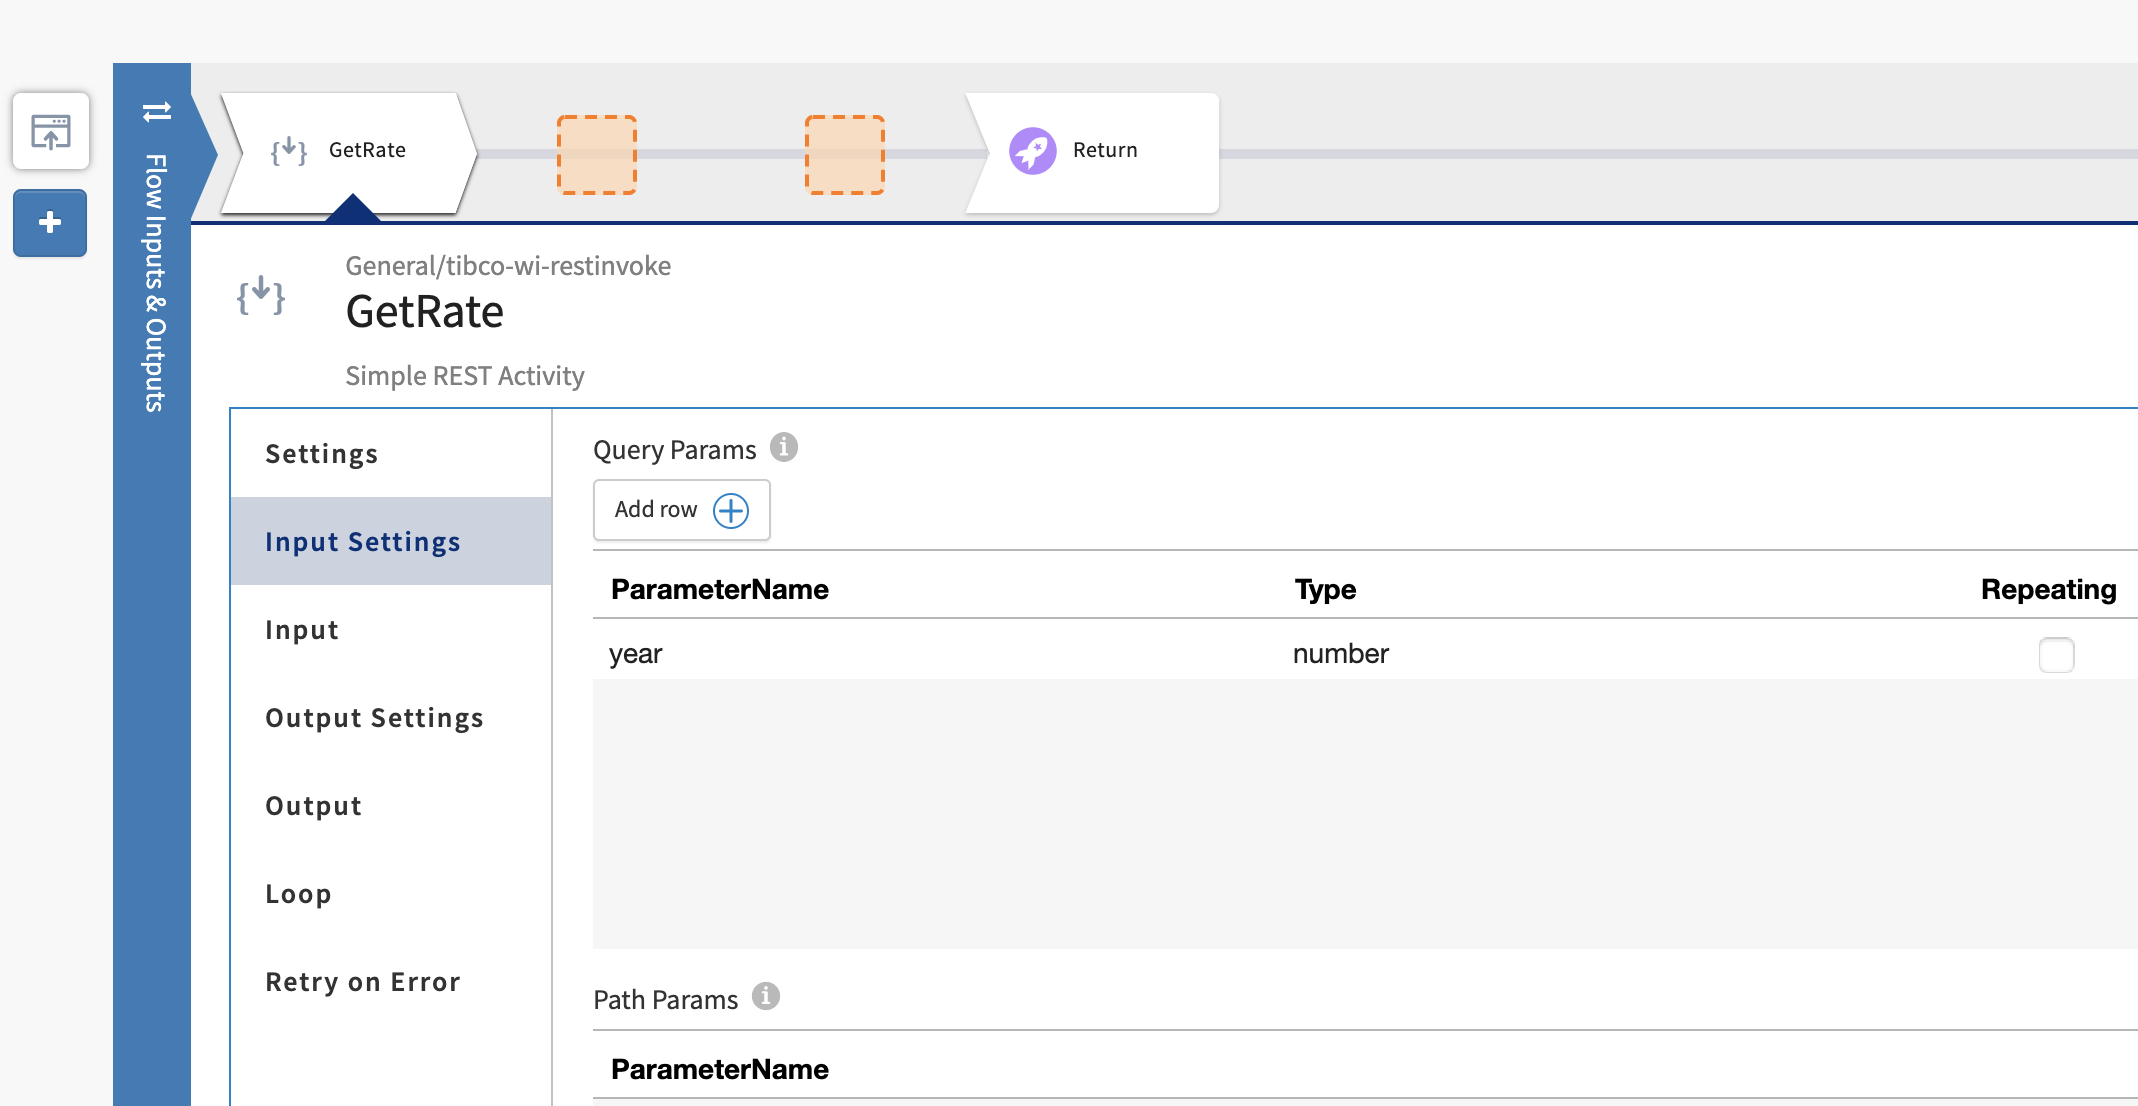 Flow Inputs & Outputs
GetRate
Return
General/tibco-wi-restinvoke
GetRate
Simple REST Activity
Settings
Input Settings
Input
Output Settings
Output
Loop
Retry on Error
Query Params
Add row
ParameterName Type Repeating
year number
Path Params
ParameterName